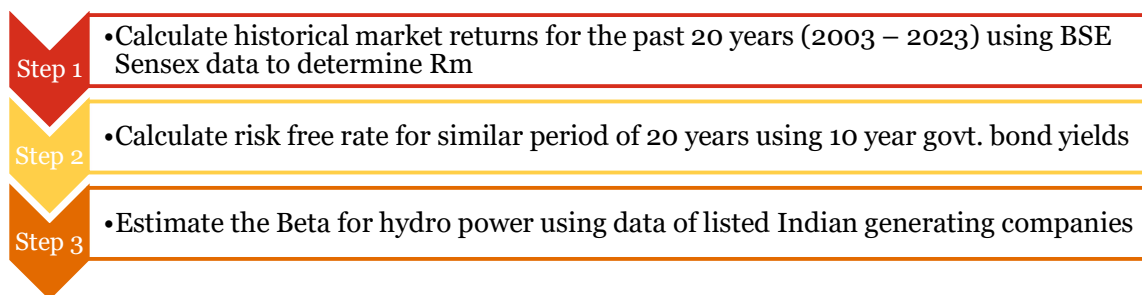 Step 1
•Calculate historical market returns for the past 20 years (2003 – 2023) using BSE
Sensex data to determine Rm
Step 2
•Calculate risk free rate for similar period of 20 years using 10 year govt. bond yields
Step 3
•Estimate the Beta for hydro power using data of listed Indian generating companies